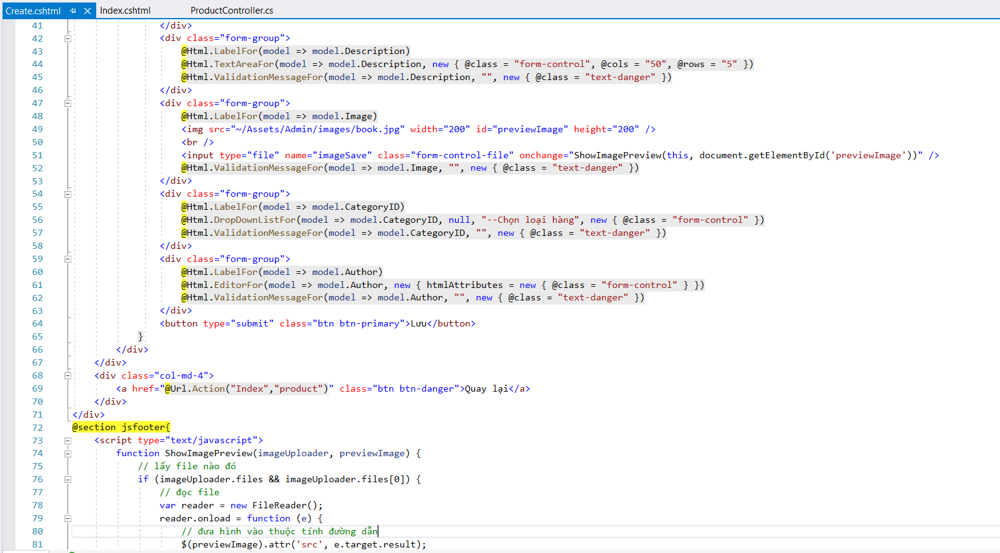 Create.cshtml Index.cshtml ProductController.cs
41 </div>
42 <div class="form-group">
43 @Html.LabelFor(model => model.Description)
44 @Html.TextAreaFor(model => model.Description, new { @class = "form-control", @cols = "50", @rows = "5" })
45 @Html.ValidationMessageFor(model => model.Description, "", new { @class = "text-danger" })
46 </div>
47 <div class="form-group">
48 @Html.LabelFor(model => model.Image)
49 <img src="~/Assets/Admin/images/book.jpg" width="200" id="previewImage" height="200" />
50 <br />
51 <input type="file" name="imageSave" class="form-control-file" onchange="ShowImagePreview(this, document.getElementById('previewImage'))" />
52 @Html.ValidationMessageFor(model => model.Image, "", new { @class = "text-danger" })
53 </div>
54 <div class="form-group">
55 @Html.LabelFor(model => model.CategoryID)
56 @Html.DropDownListFor(model => model.CategoryID, null, "--Chọn loại hàng", new { @class = "form-control" })
57 @Html.ValidationMessageFor(model => model.CategoryID, "", new { @class = "text-danger" })
58 </div>
59 <div class="form-group">
60 @Html.LabelFor(model => model.Author)
61 @Html.EditorFor(model => model.Author, new { htmlAttributes = new { @class = "form-control" } })
62 @Html.ValidationMessageFor(model => model.Author, "", new { @class = "text-danger" })
63 </div>
64 <button type="submit" class="btn btn-primary">Lưu</button>
65 }
66 </div>
67 </div>
68 <div class="col-md-4">
69 <a href="@Url.Action("Index","product")" class="btn btn-danger">Quay lại</a>
70 </div>
71 </div>
72 @section jsfooter{
73 <script type="text/javascript">
74 function ShowImagePreview(imageUploader, previewImage) {
75 // lấy file nào đó
76 if (imageUploader.files && imageUploader.files[0]) {
77 // đọc file
78 var reader = new FileReader();
79 reader.onload = function (e) {
80 // đưa hình vào thuộc tính đường dẫn
81 $(previewImage).attr('src', e.target.result);